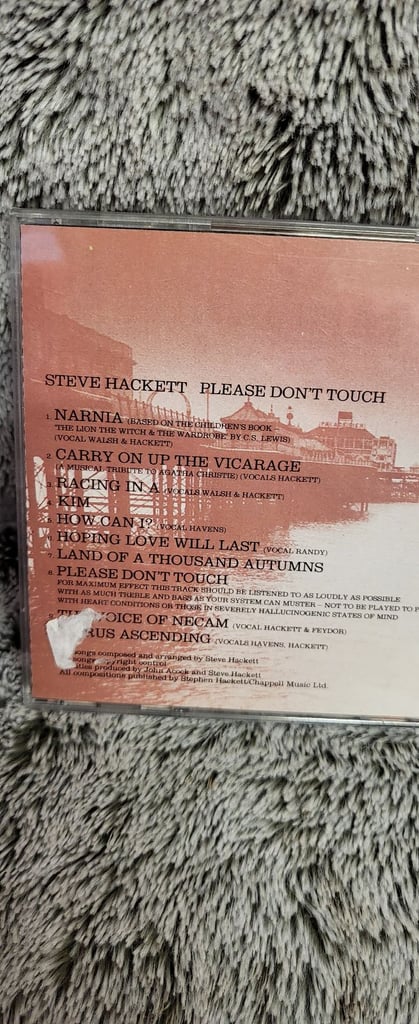 STEVE HACKETT PLEASE DON'T TOUCH
1. NARNIA (BASED ON THE CHILDREN'S BOOK –
'THE LION THE WITCH & THE WARDROBE' BY C.S. LEWIS)
(VOCAL WALSH & HACKETT)
2. CARRY ON UP THE VICARAGE
(A MUSICAL TRIBUTE TO AGATHA CHRISTIE) (VOCALS HACKETT)
3. RACING IN A (VOCALS WALSH & HACKETT)
4. KIM
5. HOW CAN I? (VOCAL HAVENS)
6. HOPING LOVE WILL LAST (VOCAL RANDY)
7. LAND OF A THOUSAND AUTUMNS
8. PLEASE DON'T TOUCH
FOR MAXIMUM EFFECT THIS TRACK SHOULD BE LISTENED TO AS LOUDLY AS POSSIBLE
WITH AS MUCH TREBLE AND BASS AS YOUR SYSTEM CAN MUSTER – NOT TO BE PLAYED TO
WITH HEART CONDITIONS OR THOSE IN SEVERELY HALLUCINOGENIC STATES OF MIND
VOICE OF NECAM (VOCAL HACKETT & FEYDOR)
ASCENDING (VOCALS HAVENS, HACKETT)
songs composed and arranged by Steve Hackett
copyright control
produced by John Acock and Steve Hackett
All compositions published by Stephen Hackett/Chappell Music Ltd.